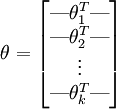 θ = ⎡ —θ₁ᵀ— ⎤
—θ₂ᵀ—
⋮
—θₖᵀ—